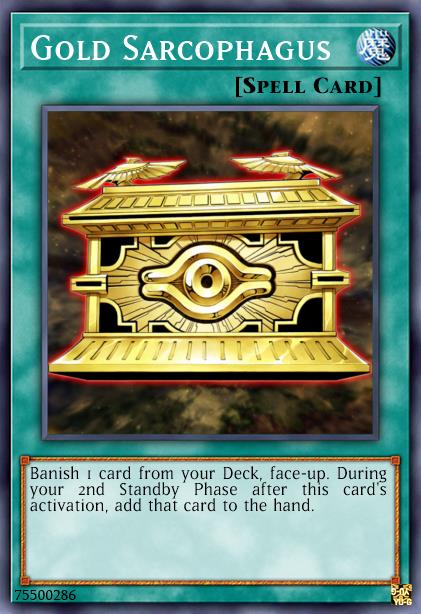 GOLD SARCOPHAGUS 魔
[SPELL CARD]
Banish 1 card from your Deck, face-up. During
your 2nd Standby Phase after this card's
activation, add that card to the hand.
75500286